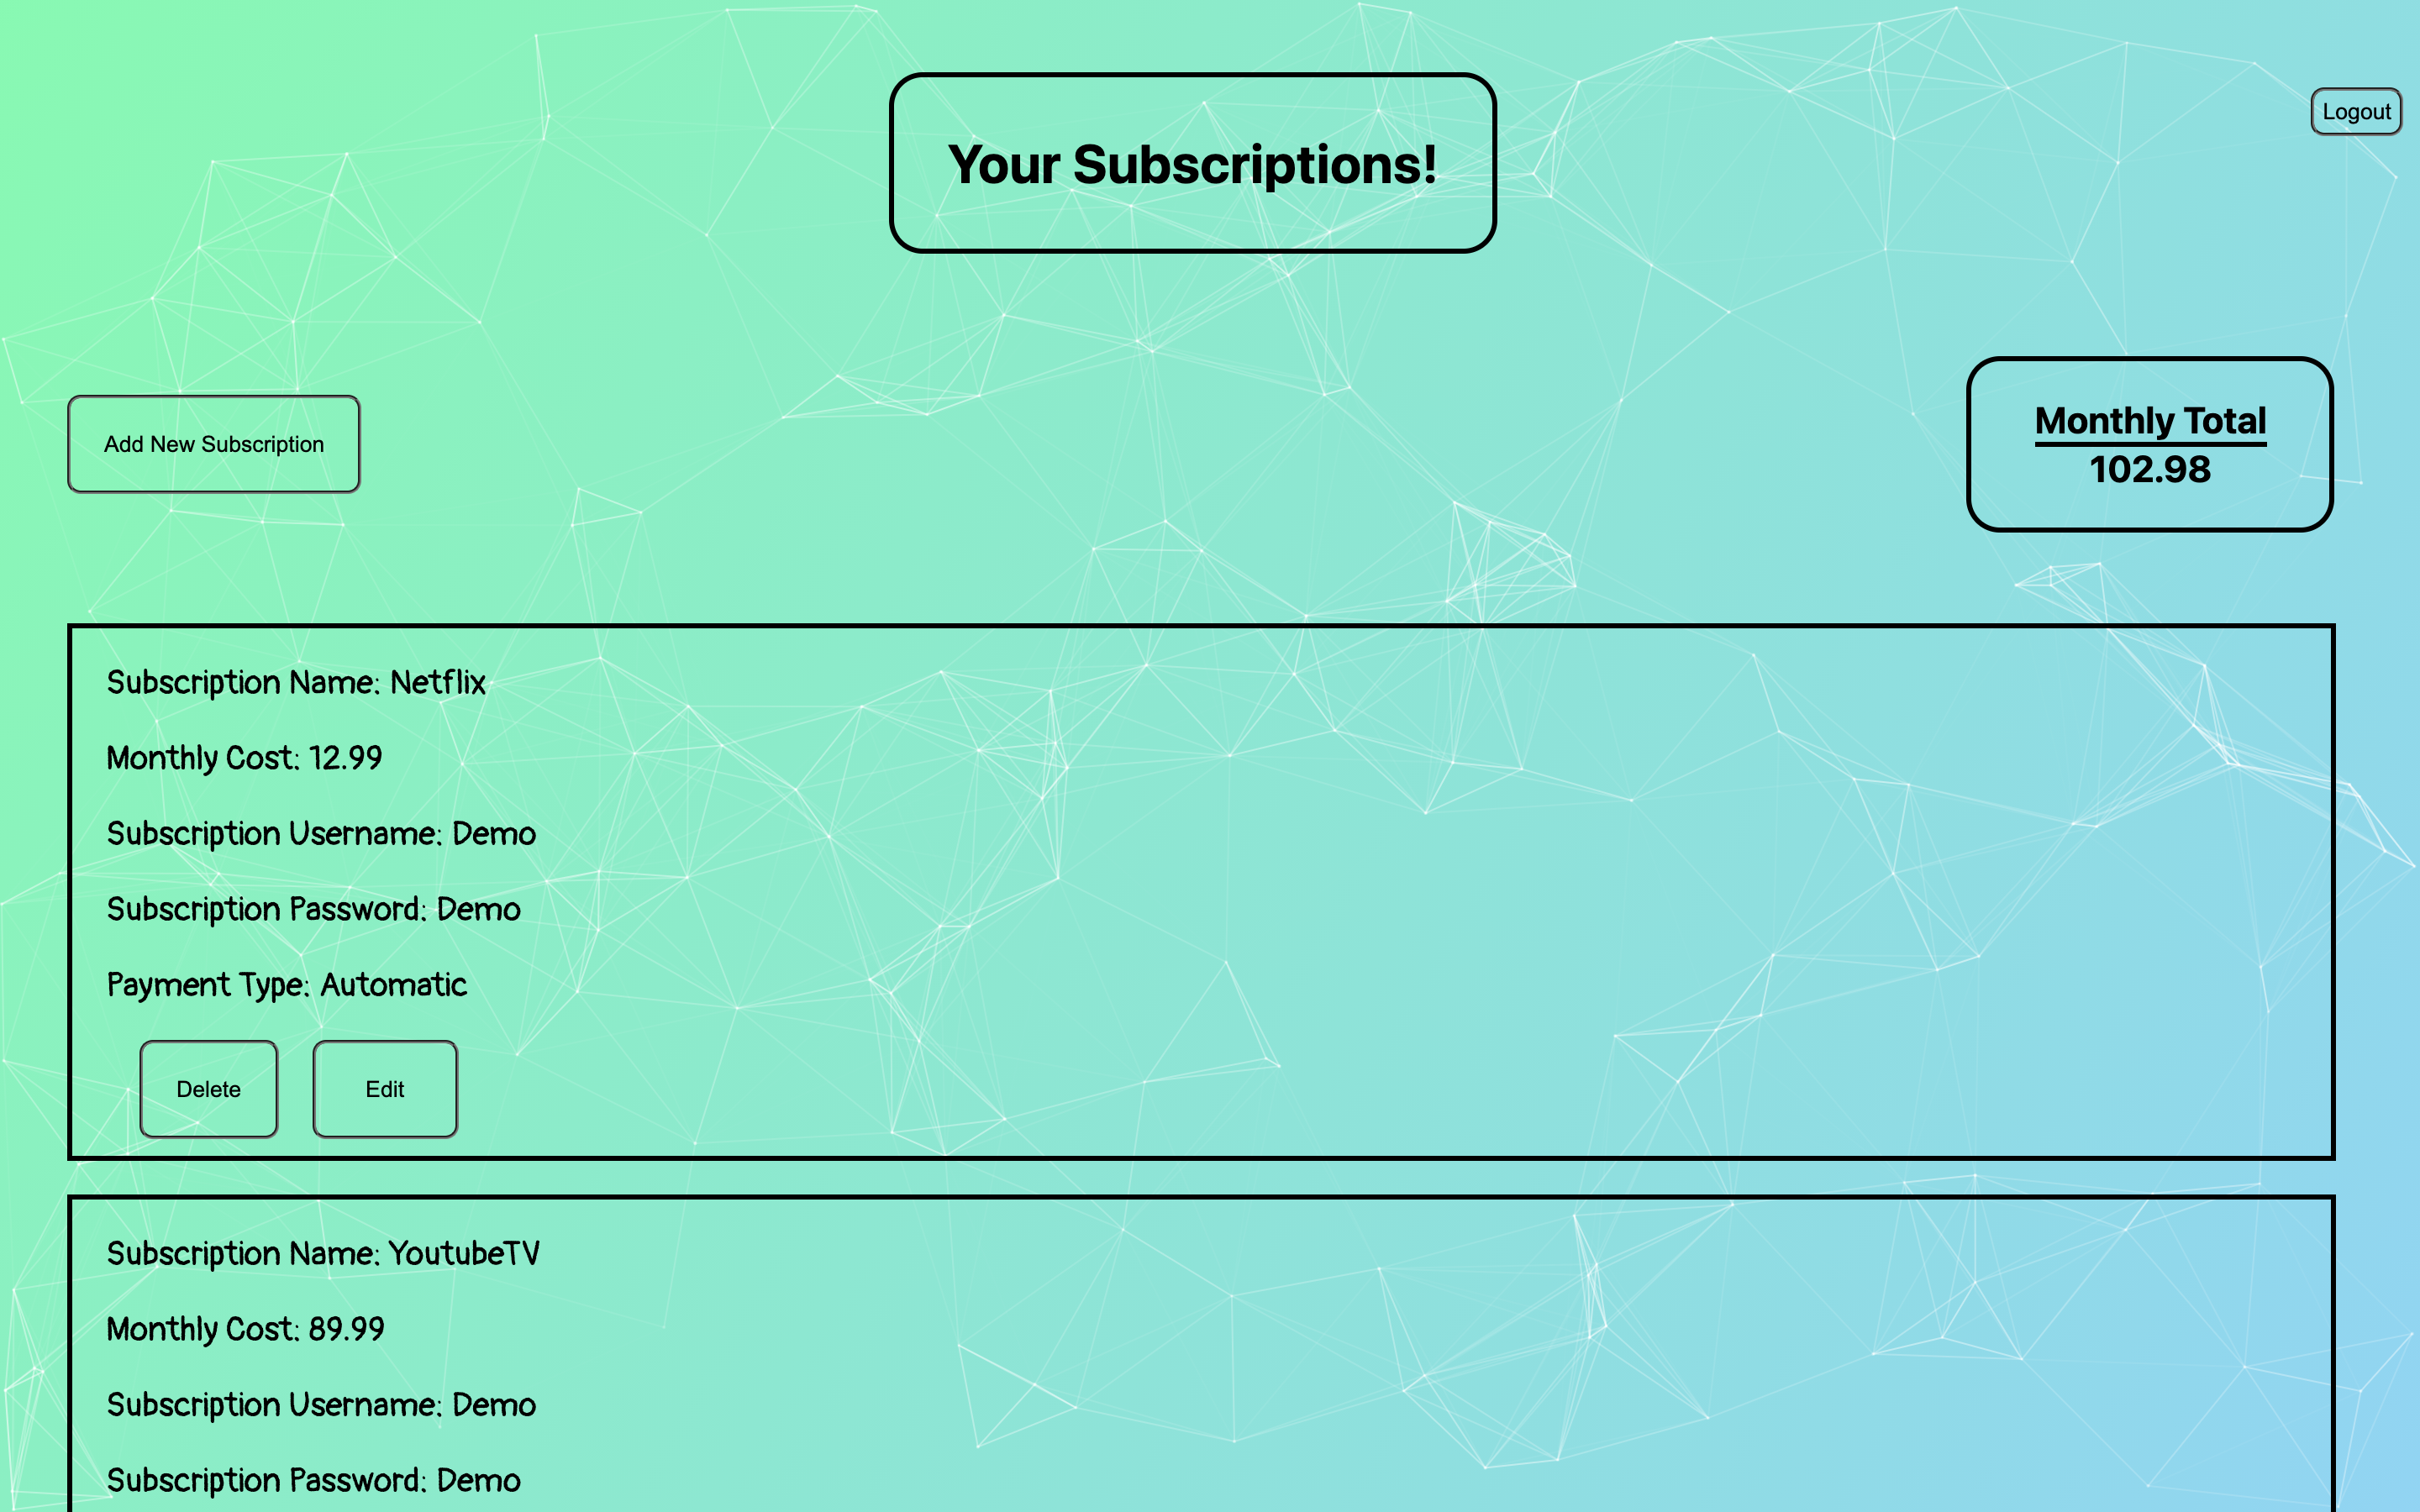 Your Subscriptions!
Logout
Add New Subscription
Monthly Total
102.98
Subscription Name: Netflix
Monthly Cost: 12.99
Subscription Username: Demo
Subscription Password: Demo
Payment Type: Automatic
Delete
Edit
Subscription Name: YoutubeTV
Monthly Cost: 89.99
Subscription Username: Demo
Subscription Password: Demo